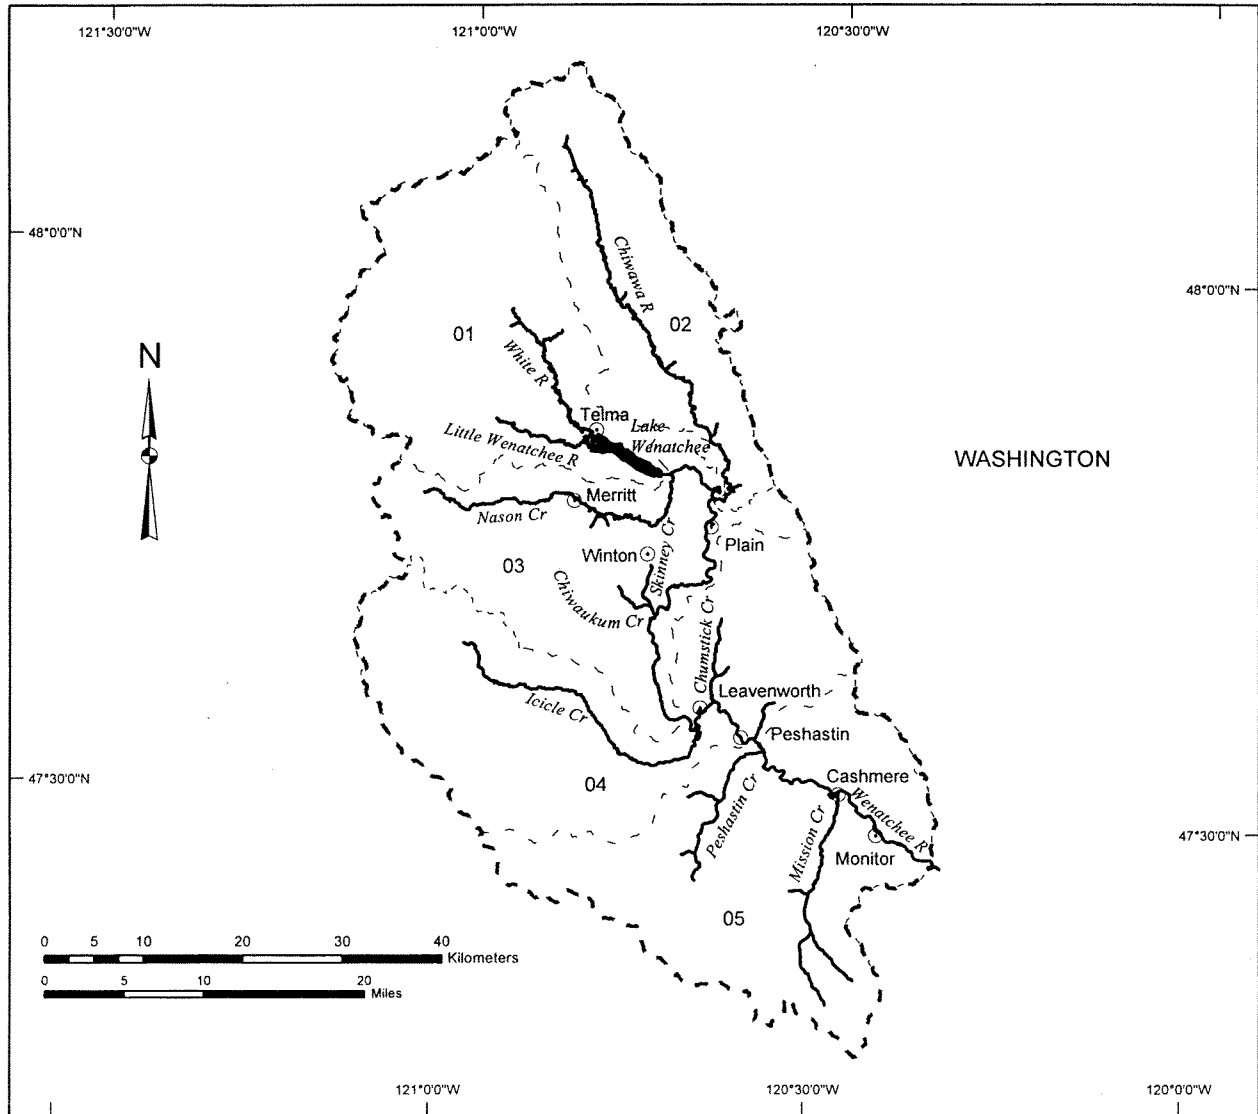 121°30'0"W
121°0'0"W
120°30'0"W
48°0'0"N
48°0'0"N
Chiwawa R
02
01
White R
N
Telma
Lake
Wenatchee
Little Wenatchee R
WASHINGTON
Merritt
Nason Cr
Skinney Cr
Plain
Winton
03
Chiwaukum Cr
Chumstick Cr
Leavenworth
Icicle Cr
Peshastin
47°30'0"N
Cashmere
04
Peshastin Cr
Wenatchee R
Mission Cr
47°30'0"N
Monitor
05
0 5 10 20 30 40
Kilometers
0 5 10 20
Miles
121°0'0"W
120°30'0"W
120°0'0"W